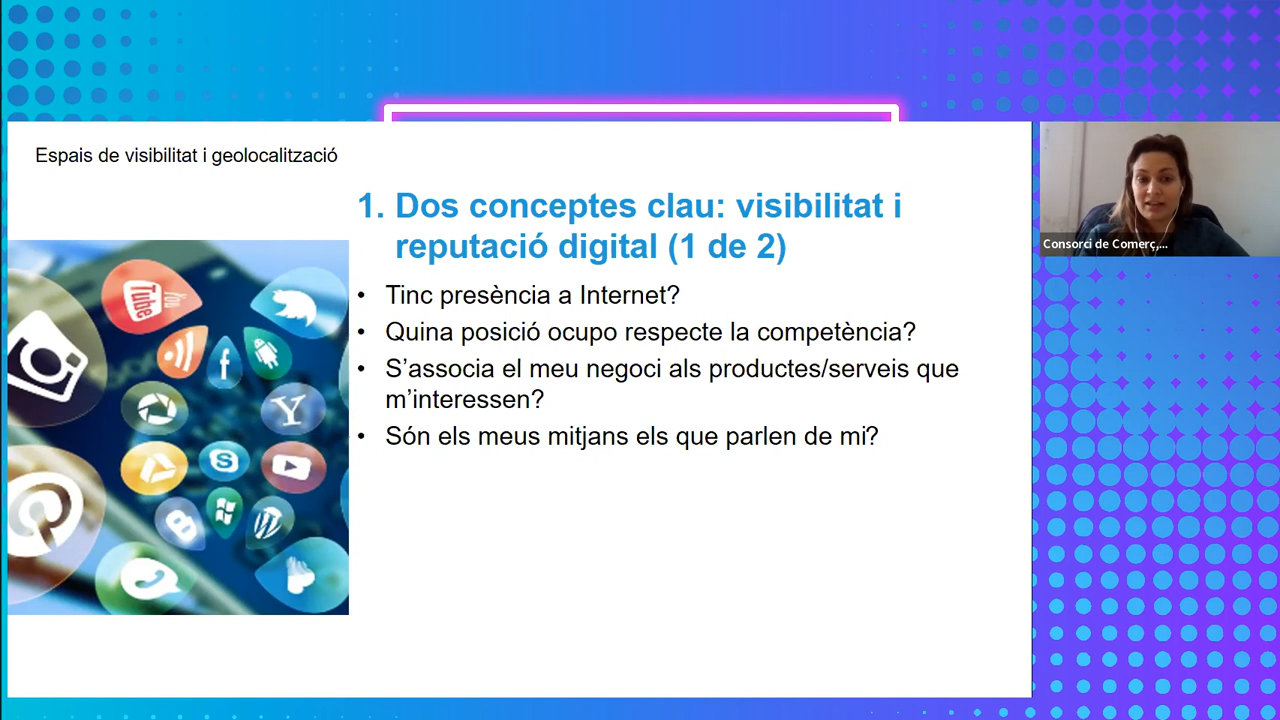 Espais de visibilitat i geolocalització
1. Dos conceptes clau: visibilitat i
reputació digital (1 de 2)
• Tinc presència a Internet?
• Quina posició ocupo respecte la competència?
• S’associa el meu negoci als productes/serveis que
m’interessen?
• Són els meus mitjans els que parlen de mi?
You
Tube
f
Y
S
Consorci de Comerç,...